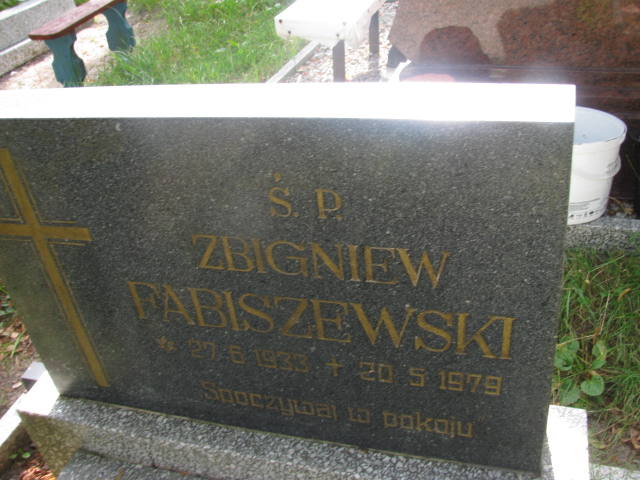 Ś. P.
ZBIGNIEW
FABISZEWSKI
* 27 6 1933 + 20 5 1979
Spoczywaj w pokoju